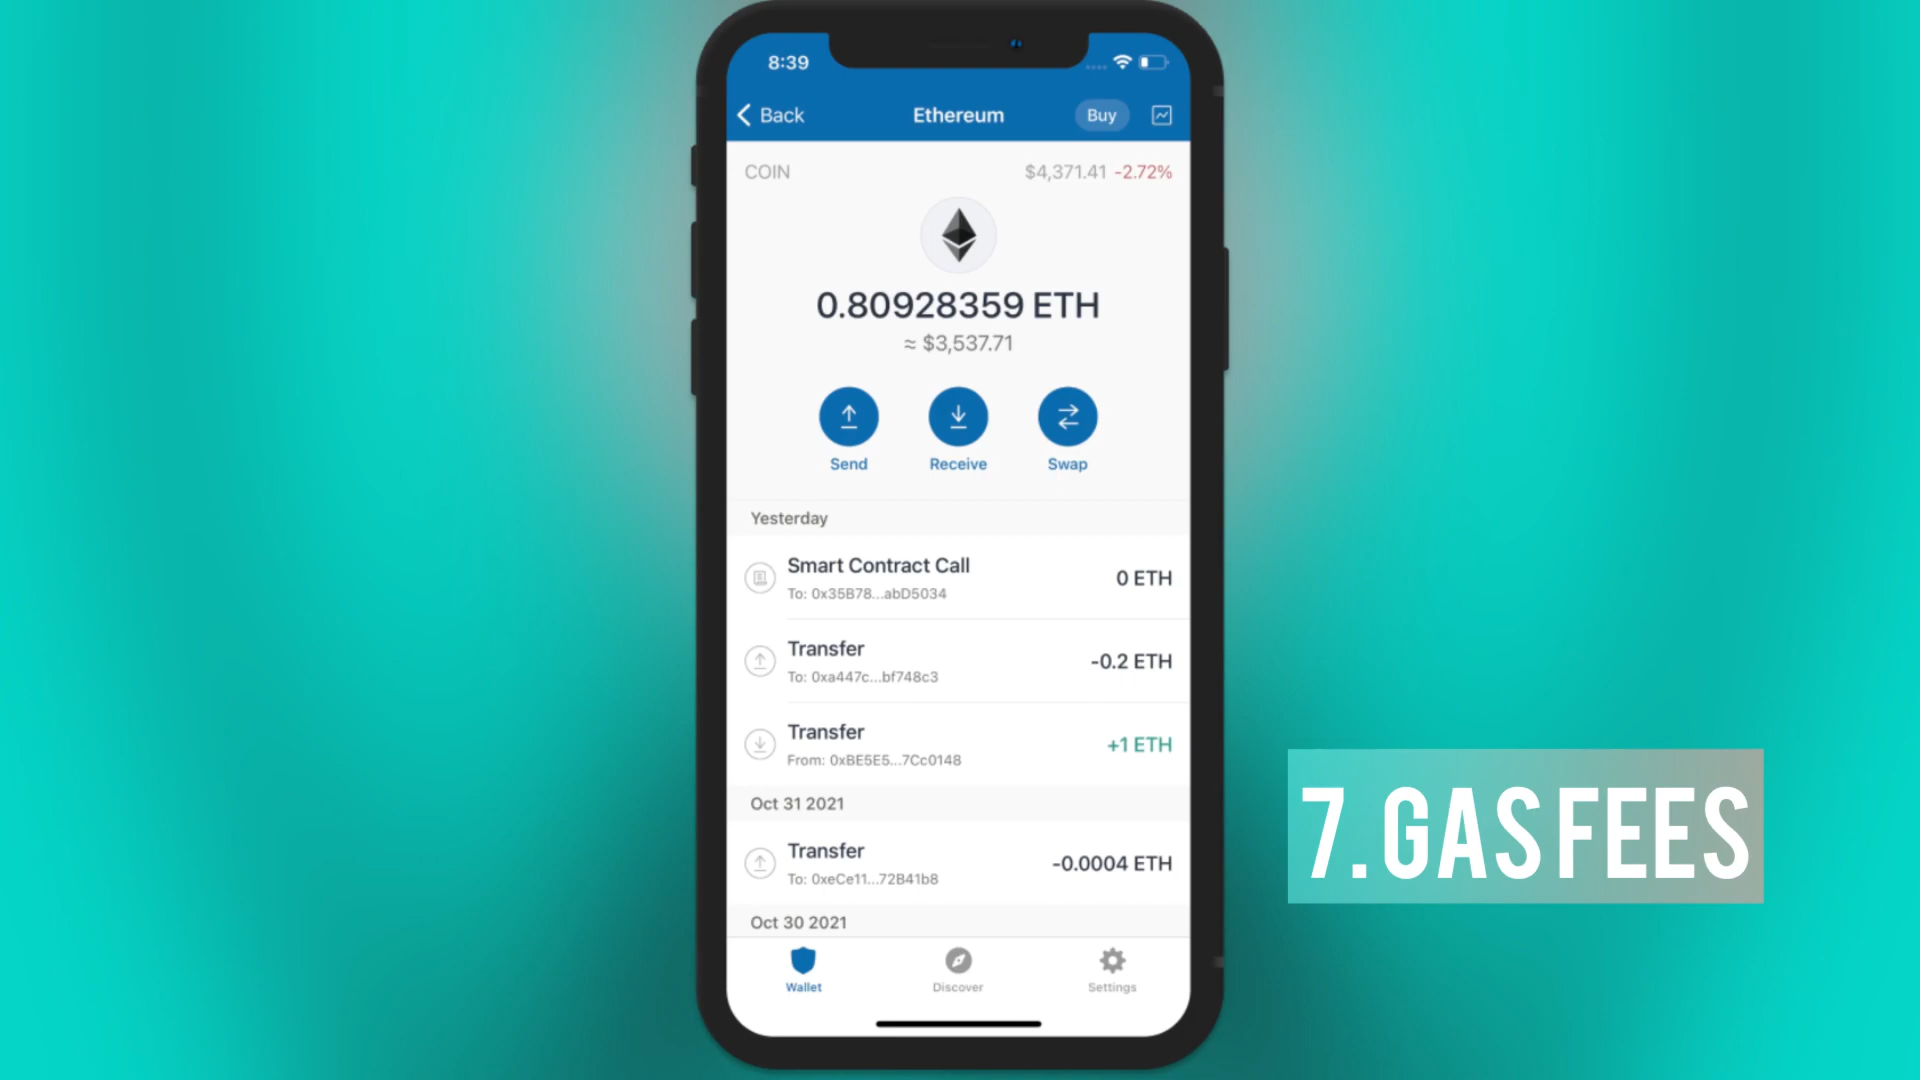 8:39
Back
Ethereum
Buy
COIN
$4,371.41 -2.72%
0.80928359 ETH
≈ $3,537.71
Send
Receive
Swap
Yesterday
Smart Contract Call
0 ETH
To: 0x35B78...abD5034
Transfer
-0.2 ETH
To: 0xa447c...bf748c3
Transfer
+1 ETH
From: 0xBE5E5...7Cc0148
Oct 31 2021
Transfer
-0.0004 ETH
To: 0xeCe11...72B41b8
Oct 30 2021
Wallet
Discover
Settings
7. GAS FEES